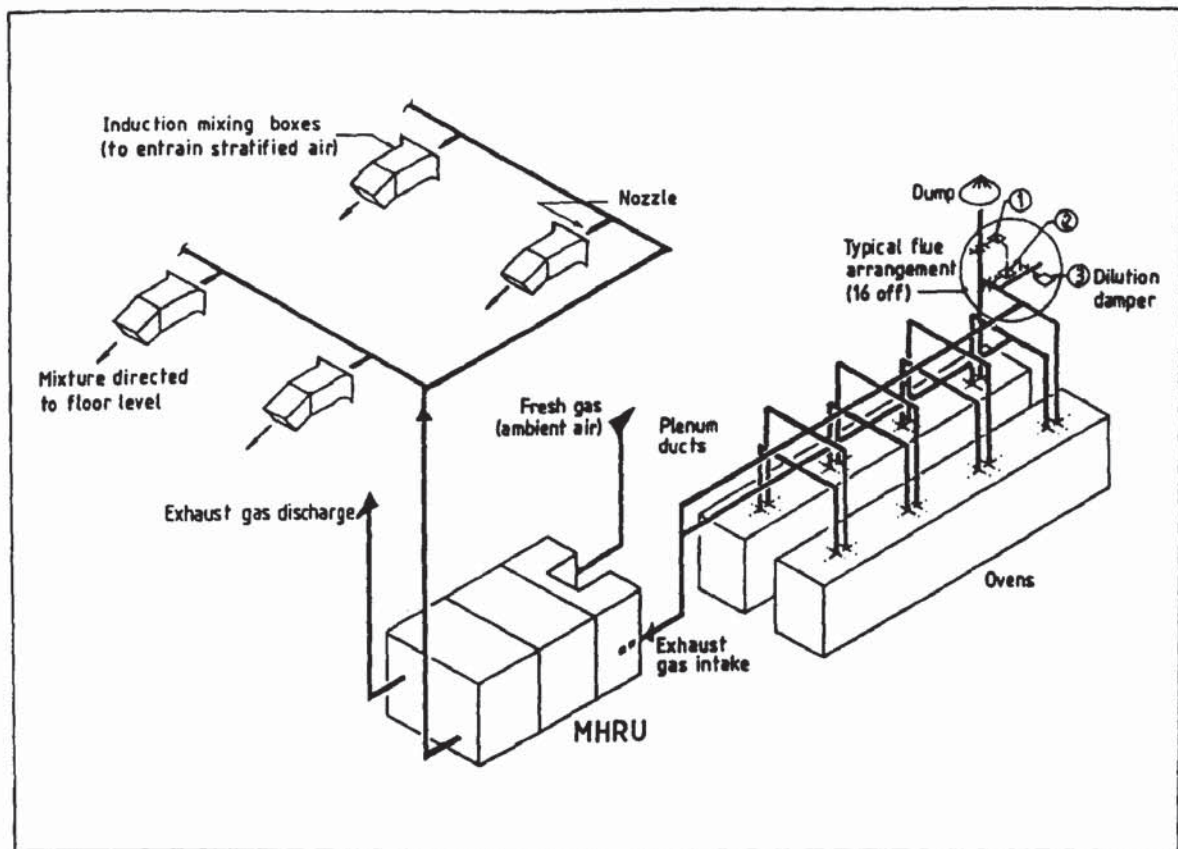 Induction mixing boxes
(to entrain stratified air)
Nozzle
Dump
1
2
Typical flue
arrangement
(16 off)
3 Dilution
damper
Mixture directed
to floor level
Fresh gas
(ambient air)
Plenum
ducts
Exhaust gas discharge
Ovens
Exhaust
gas intake
MHRU